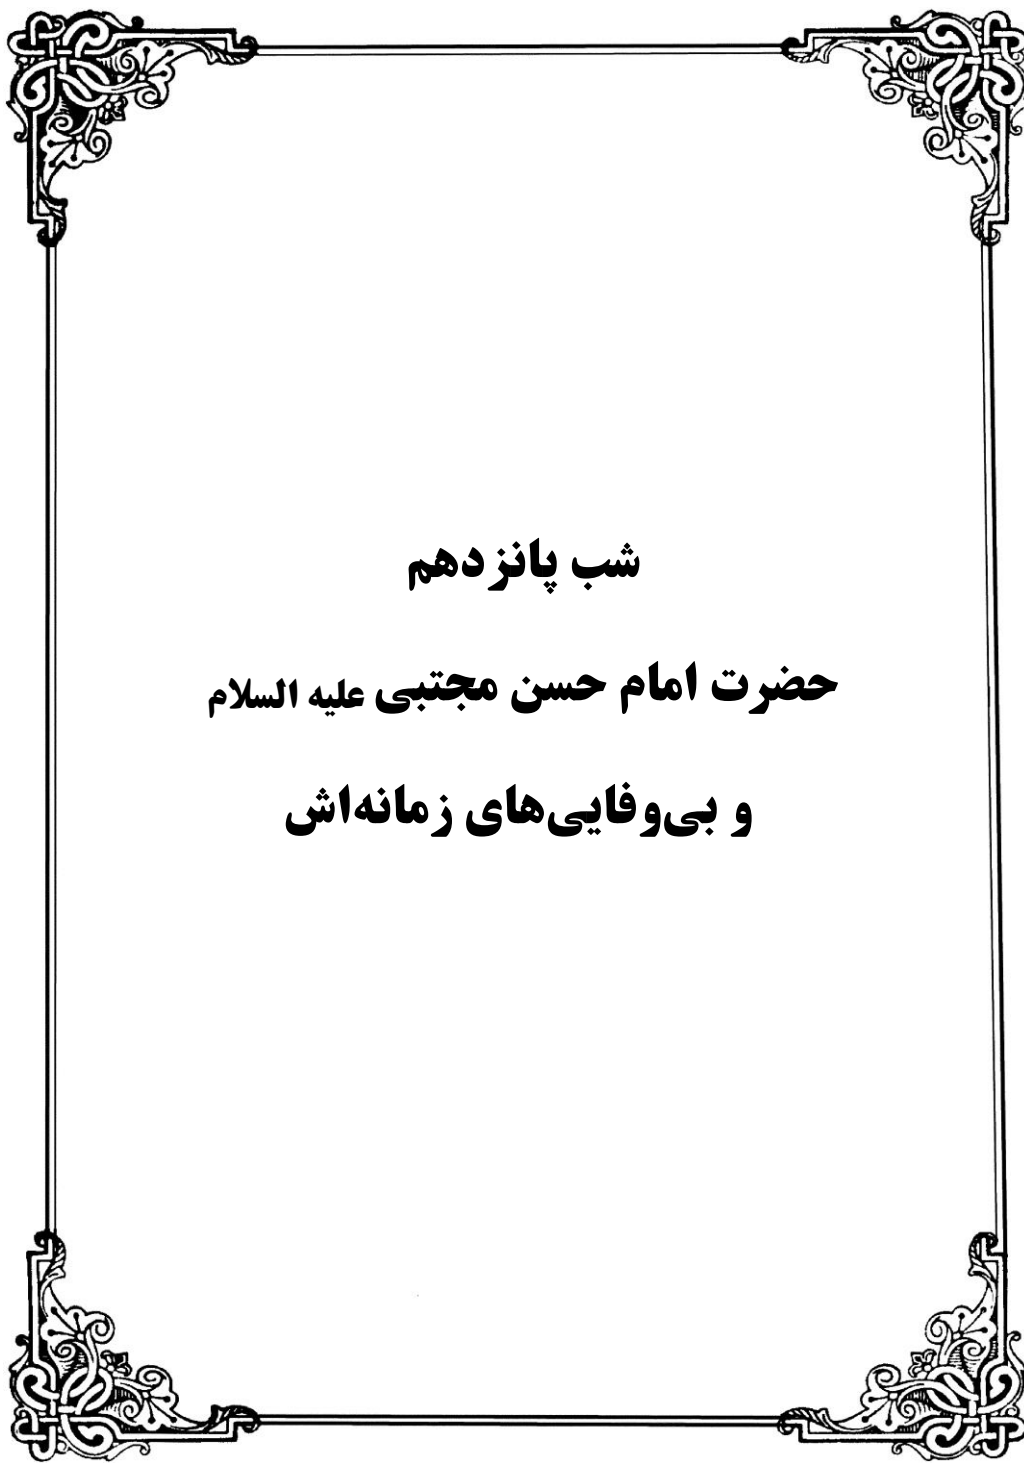 شب پانزدهم
حضرت امام حسن مجتبی علیه السلام
و بی‌وفایی‌های زمانه‌اش